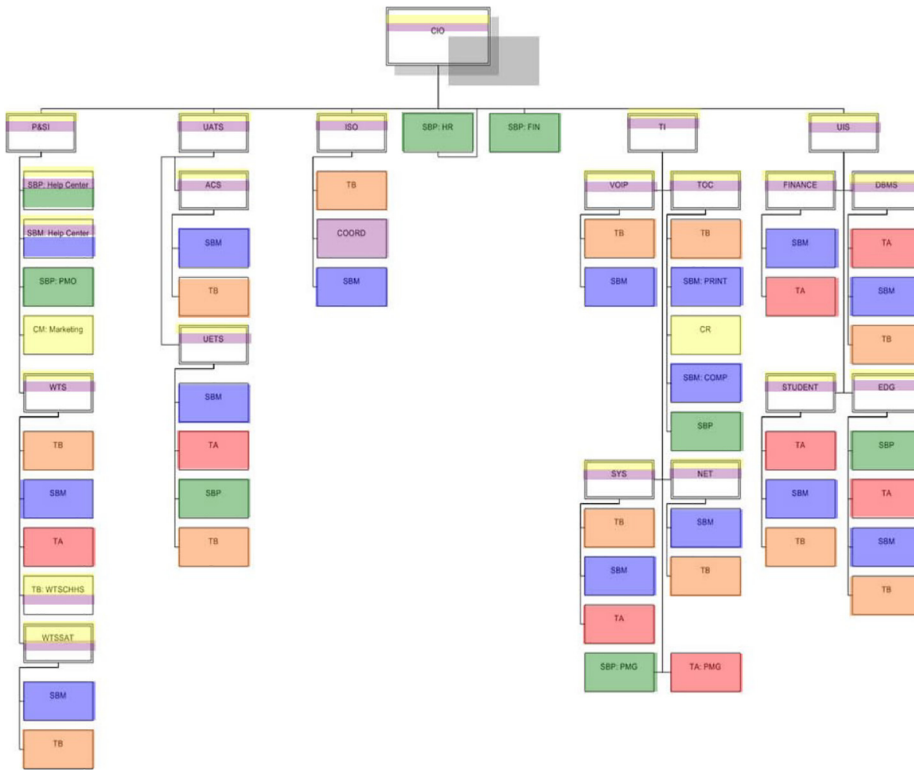 CIO
P&SI
UATS
ISO
SBP: HR
SBP: FIN
TI
UIS
SBP: Help Center
SBM: Help Center
SBP: PMO
CM: Marketing
WTS
TB
SBM
TA
TB: WTSCHHS
WTSSAT
SBM
TB
ACS
SBM
TB
UETS
SBM
TA
SBP
TB
TB
COORD
SBM
VOIP
TB
SBM
TOC
TB
SBM: PRINT
CR
SBM: COMP
SBP
SYS
TB
SBM
TA
NET
SBM
TB
SBP: PMG
TA: PMG
FINANCE
SBM
TA
DBMS
TA
SBM
TB
STUDENT
TA
SBM
TB
EDG
SBP
TA
SBM
TB